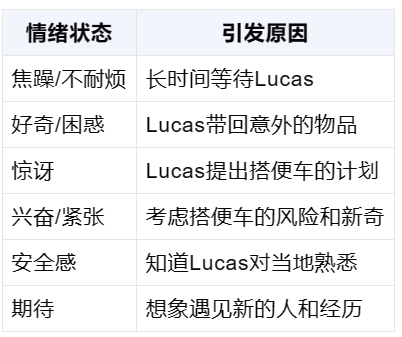 情绪状态 引发原因
焦躁/不耐烦 长时间等待Lucas
好奇/困惑 Lucas带回意外的物品
惊讶 Lucas提出搭便车的计划
兴奋/紧张 考虑搭便车的风险和新奇
安全感 知道Lucas对当地熟悉
期待 想象遇见新的人和经历